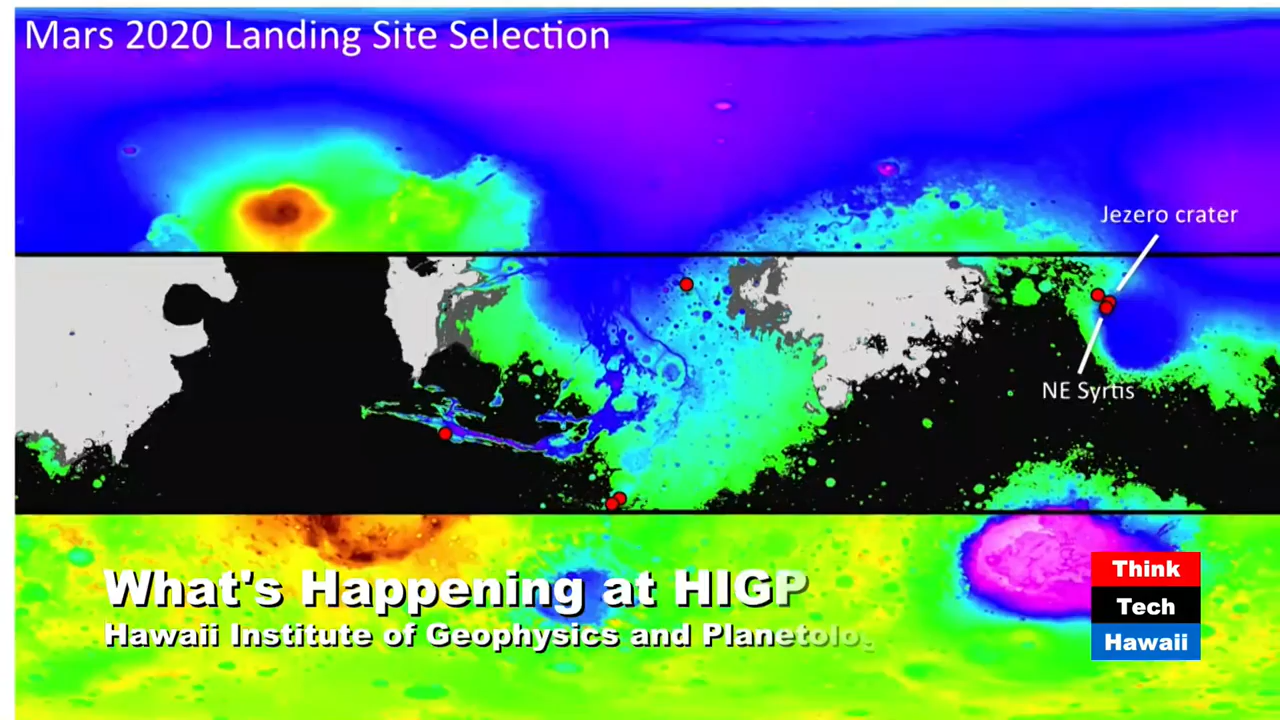 Mars 2020 Landing Site Selection
Jezero crater
NE Syrtis
What's Happening at HIGP
Hawaii Institute of Geophysics and Planetolo
Think
Tech
Hawaii